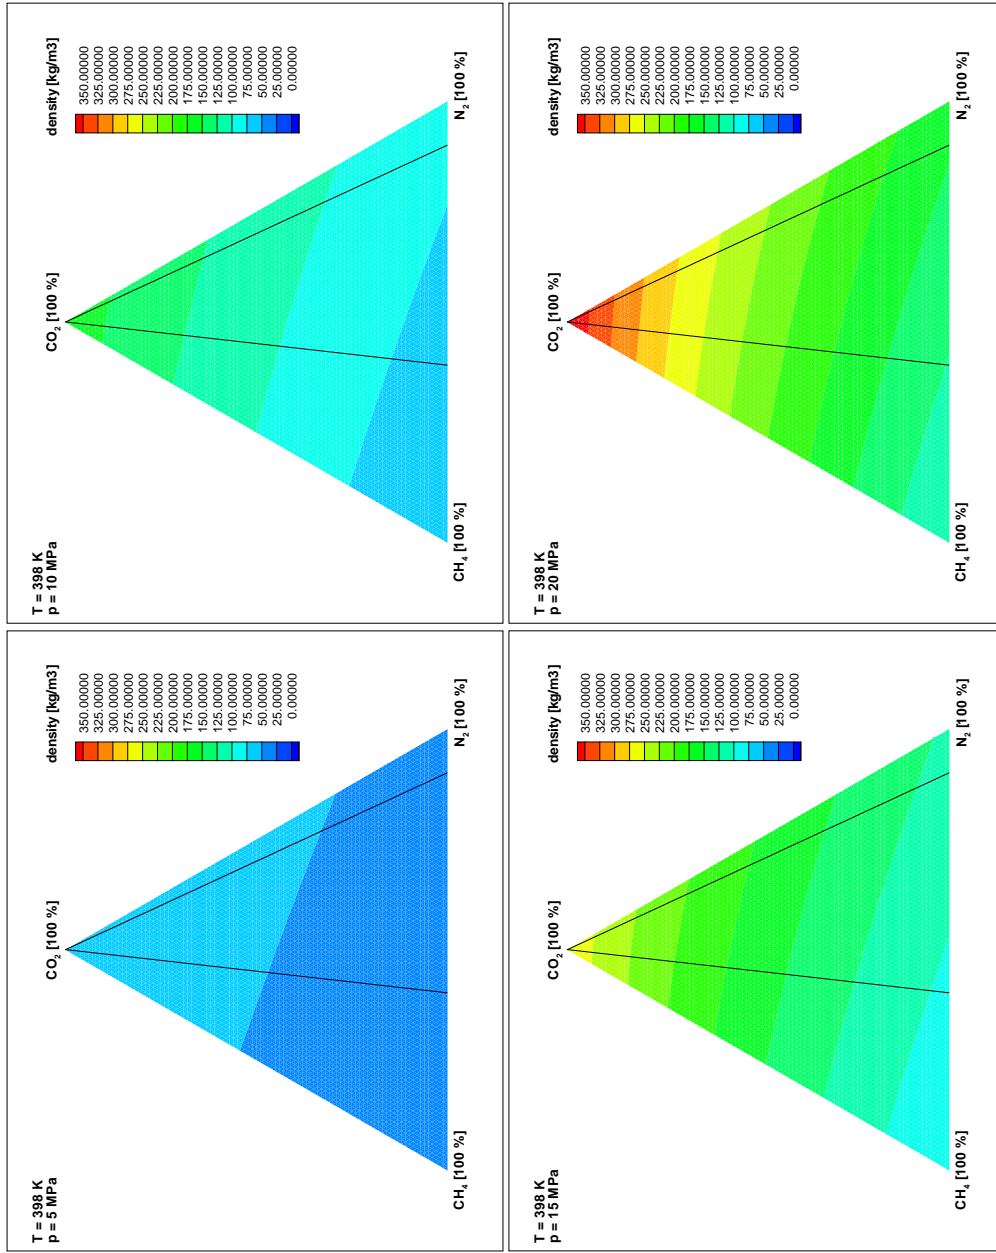 T = 398 K
p = 10 MPa
CO₂ [100 %]
CH₄ [100 %]
N₂ [100 %]
density [kg/m3]
350.00000
325.00000
300.00000
275.00000
250.00000
225.00000
200.00000
175.00000
150.00000
125.00000
100.00000
75.00000
50.00000
25.00000
0.00000
T = 398 K
p = 20 MPa
CO₂ [100 %]
CH₄ [100 %]
N₂ [100 %]
density [kg/m3]
350.00000
325.00000
300.00000
275.00000
250.00000
225.00000
200.00000
175.00000
150.00000
125.00000
100.00000
75.00000
50.00000
25.00000
0.00000
T = 398 K
p = 5 MPa
CO₂ [100 %]
CH₄ [100 %]
N₂ [100 %]
density [kg/m3]
350.00000
325.00000
300.00000
275.00000
250.00000
225.00000
200.00000
175.00000
150.00000
125.00000
100.00000
75.00000
50.00000
25.00000
0.00000
T = 398 K
p = 15 MPa
CO₂ [100 %]
CH₄ [100 %]
N₂ [100 %]
density [kg/m3]
350.00000
325.00000
300.00000
275.00000
250.00000
225.00000
200.00000
175.00000
150.00000
125.00000
100.00000
75.00000
50.00000
25.00000
0.00000